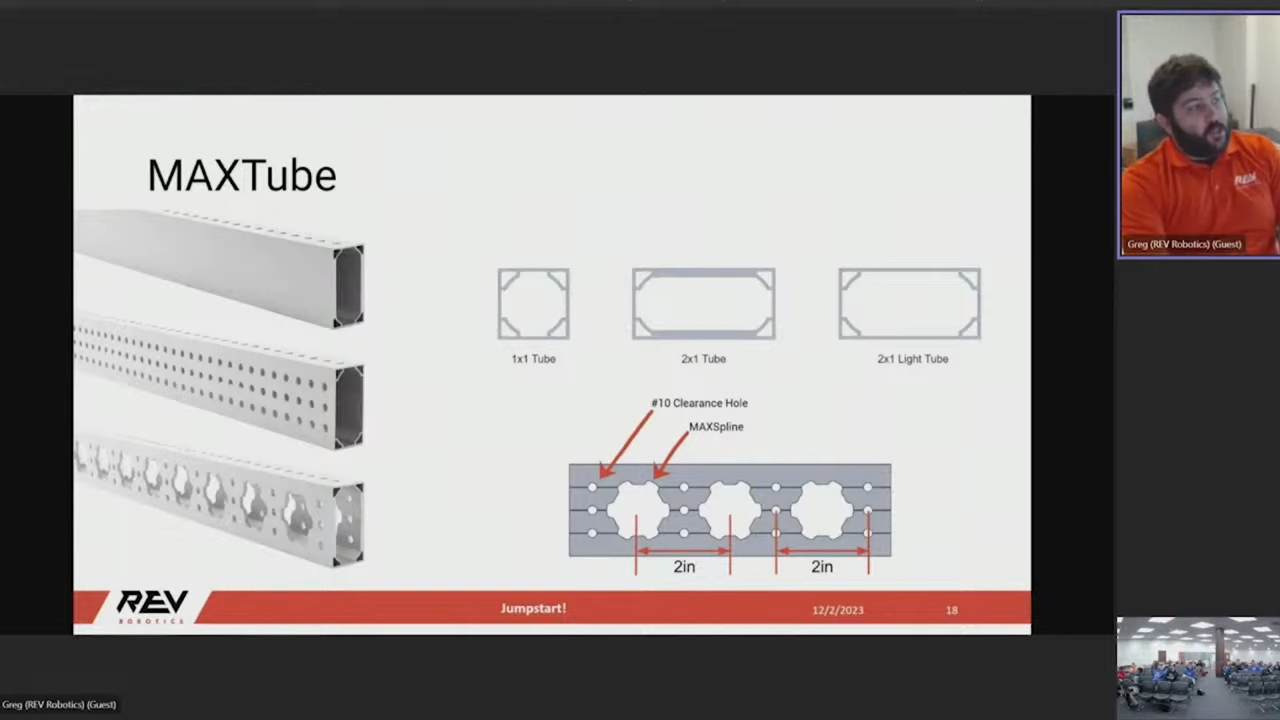 MAXTube
1x1 Tube
2x1 Tube
2x1 Light Tube
#10 Clearance Hole
MAXSpline
2in
2in
REV
ROBOTICS
Jumpstart!
12/2/2023
18
REV
Greg (REV Robotics) (Guest)
Greg (REV Robotics) (Guest)